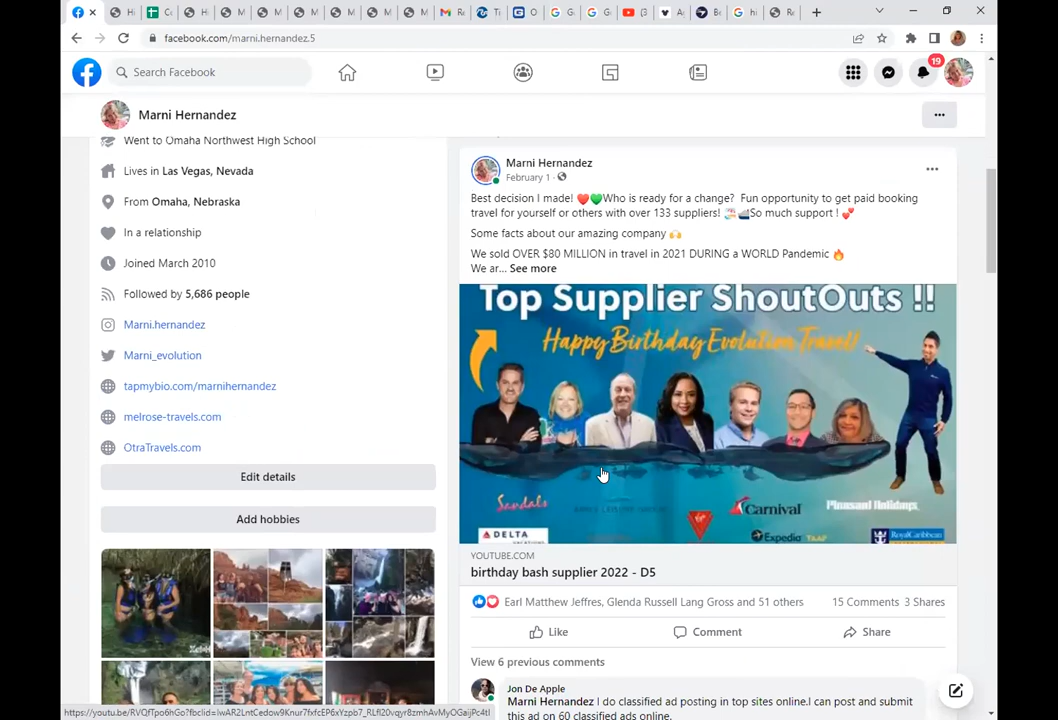 facebook.com/marni.hernandez.5
Search Facebook
19
Marni Hernandez
Went to Omaha Northwest High School
Lives in Las Vegas, Nevada
From Omaha, Nebraska
In a relationship
Joined March 2010
Followed by 5,686 people
Marni.hernandez
Marni_evolution
tapmybio.com/marnihernandez
melrose-travels.com
OtraTravels.com
Edit details
Add hobbies
Marni Hernandez
February 1
Best decision I made! Who is ready for a change? Fun opportunity to get paid booking
travel for yourself or others with over 133 suppliers! So much support !
Some facts about our amazing company
We sold OVER $80 MILLION in travel in 2021 DURING a WORLD Pandemic
We ar... See more
Top Supplier ShoutOuts !!
Happy Birthday Evolution Travel!
Sandals
Carnival
Pleasant Holidays
DELTA
VACATIONS
Expedia TAAP
RoyalCaribbean
YOUTUBE.COM
birthday bash supplier 2022 - D5
Earl Matthew Jeffres, Glenda Russell Lang Gross and 51 others
15 Comments 3 Shares
Like
Comment
Share
View 6 previous comments
Jon De Apple
Marni Hernandez I do classified ad posting in top sites online.I can post and submit
this ad on 60 classified ads online.